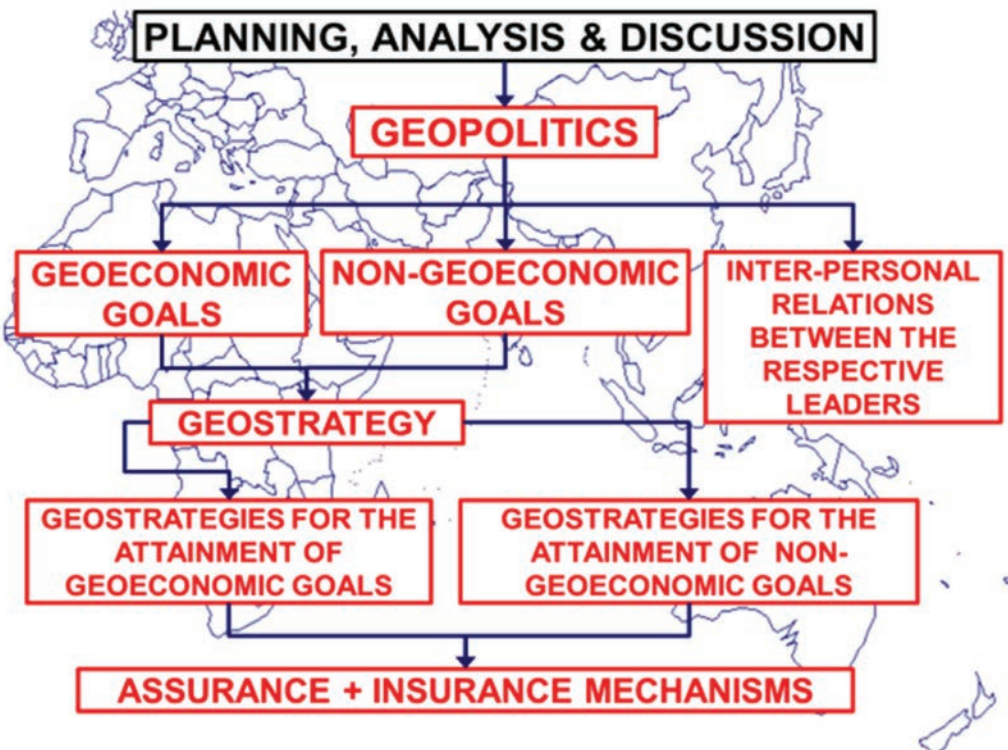 PLANNING, ANALYSIS & DISCUSSION
GEOPOLITICS
GEOECONOMIC
GOALS
NON-GEOECONOMIC
GOALS
INTER-PERSONAL
RELATIONS
BETWEEN THE
RESPECTIVE
LEADERS
GEOSTRATEGY
GEOSTRATEGIES FOR THE
ATTAINMENT OF
GEOECONOMIC GOALS
GEOSTRATEGIES FOR THE
ATTAINMENT OF NON-
GEOECONOMIC GOALS
ASSURANCE + INSURANCE MECHANISMS